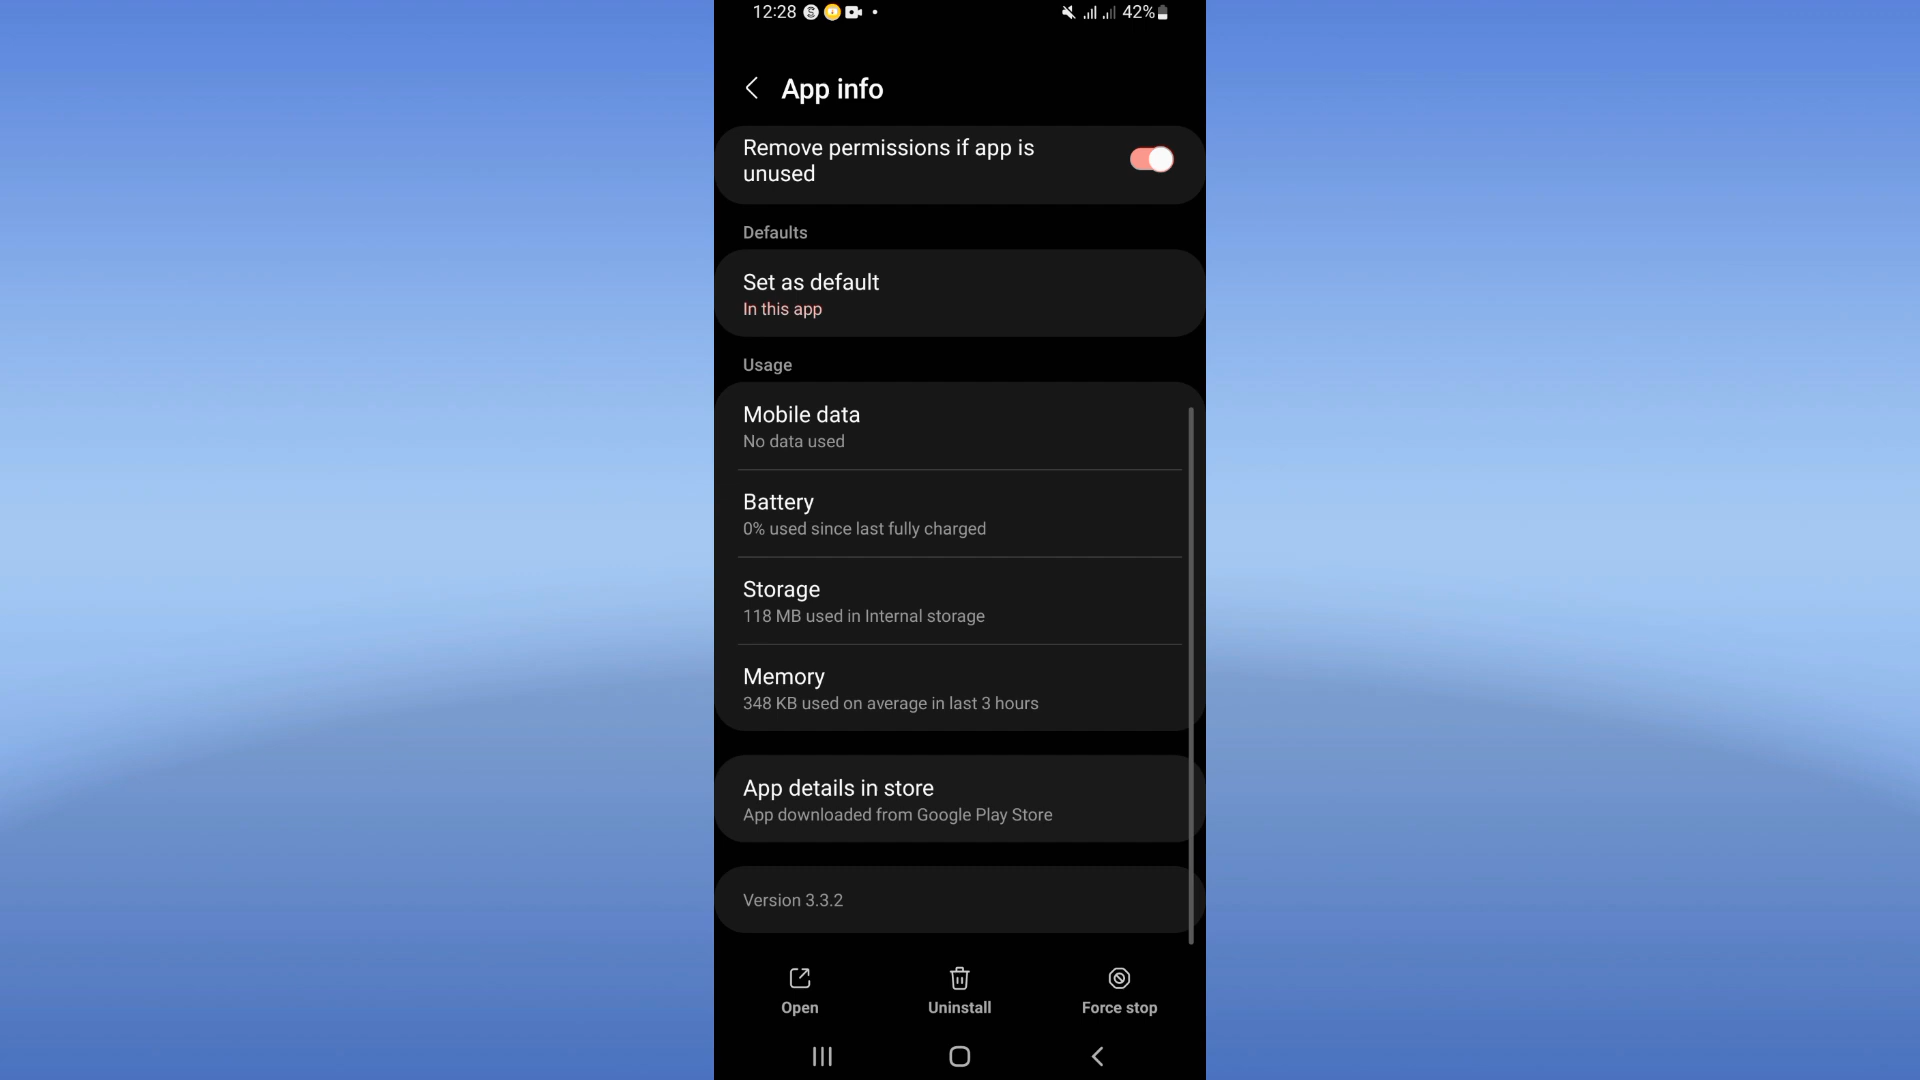 12:28 42%
App info
Remove permissions if app is
unused
Defaults
Set as default
In this app
Usage
Mobile data
No data used
Battery
0% used since last fully charged
Storage
118 MB used in Internal storage
Memory
348 KB used on average in last 3 hours
App details in store
App downloaded from Google Play Store
Version 3.3.2
Open Uninstall Force stop